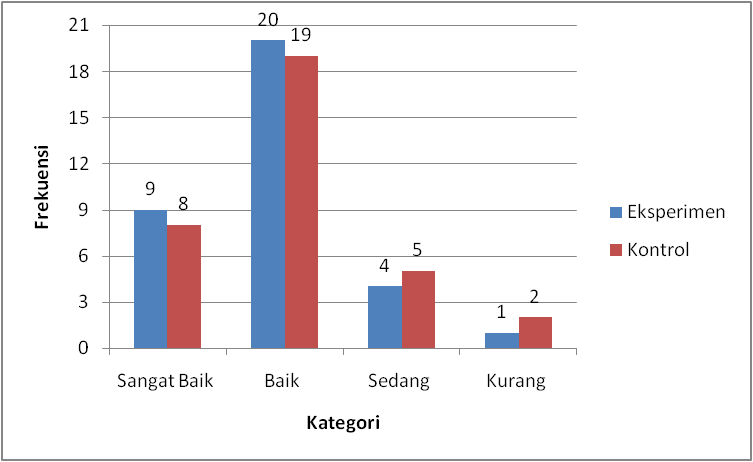 Frekuensi
21
18
15
12
9
6
3
0
9
8
20
19
4
5
1
2
Sangat Baik
Baik
Sedang
Kurang
Kategori
Eksperimen
Kontrol